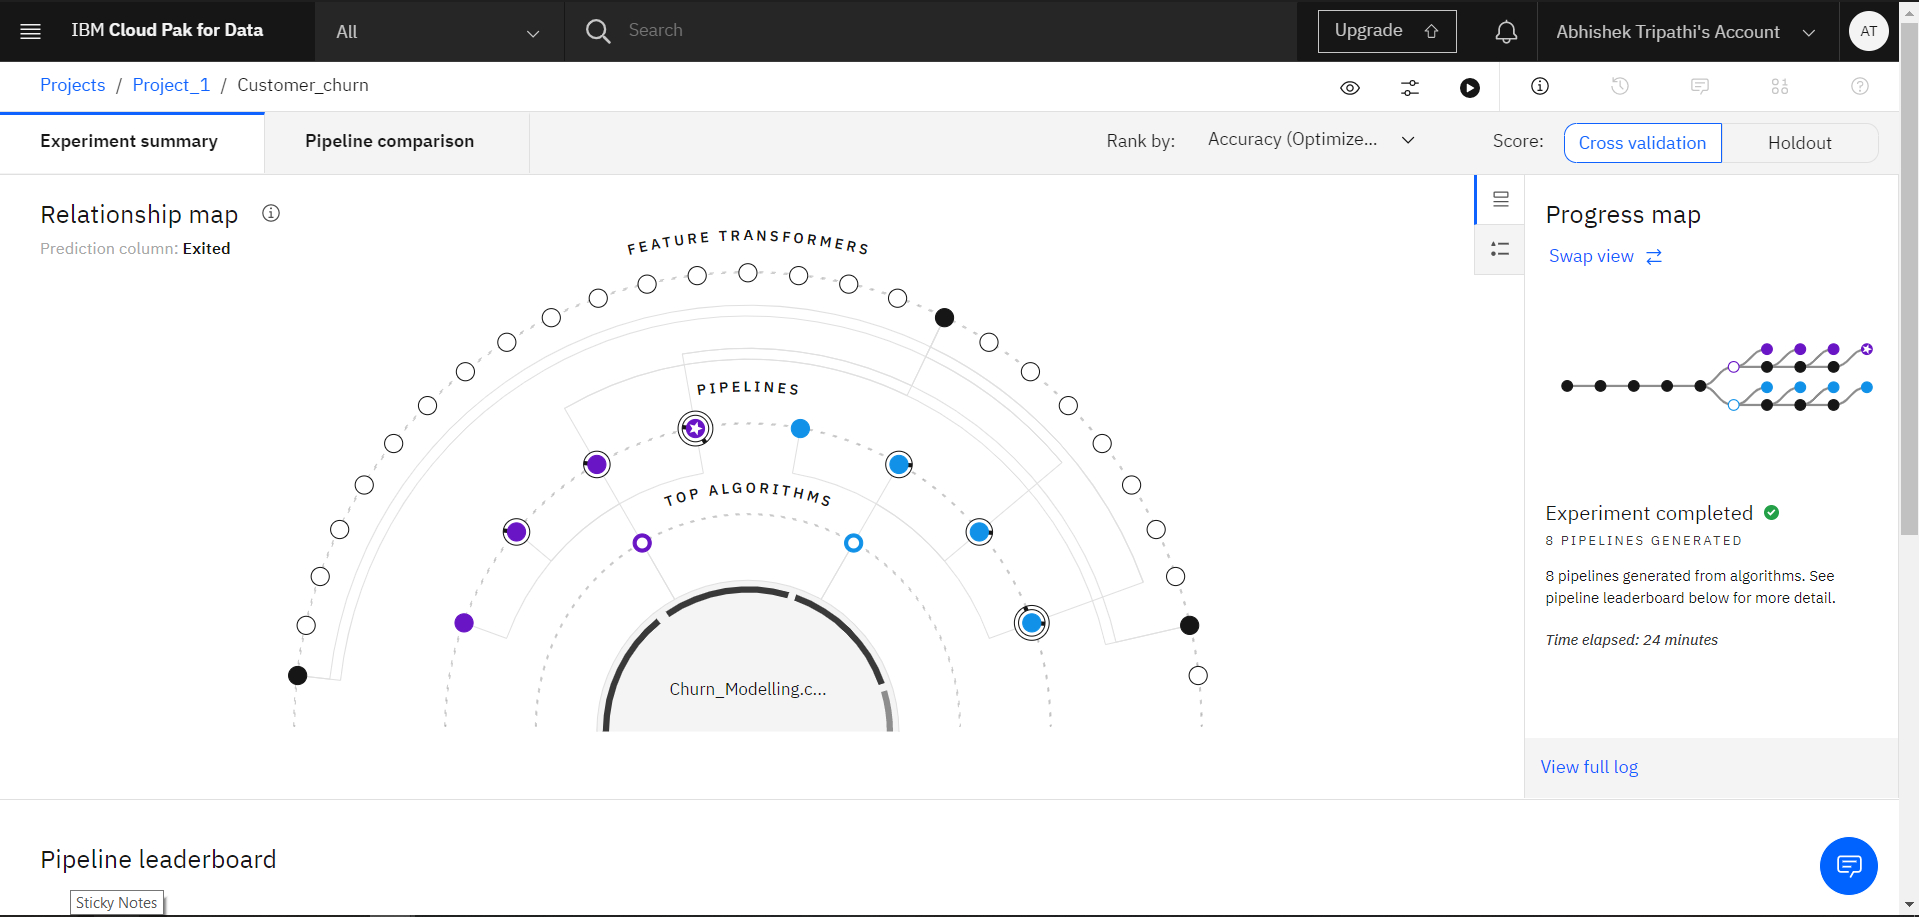 IBM Cloud Pak for Data
All
Search
Upgrade
Abhishek Tripathi's Account
AT
Projects / Project_1 / Customer_churn
Experiment summary
Pipeline comparison
Rank by:
Accuracy (Optimize...
Score:
Cross validation
Holdout
Relationship map
Prediction column: Exited
FEATURE TRANSFORMERS
PIPELINES
TOP ALGORITHMS
Churn_Modelling.c...
Progress map
Swap view
Experiment completed
8 PIPELINES GENERATED
8 pipelines generated from algorithms. See
pipeline leaderboard below for more detail.
Time elapsed: 24 minutes
View full log
Pipeline leaderboard
Sticky Notes